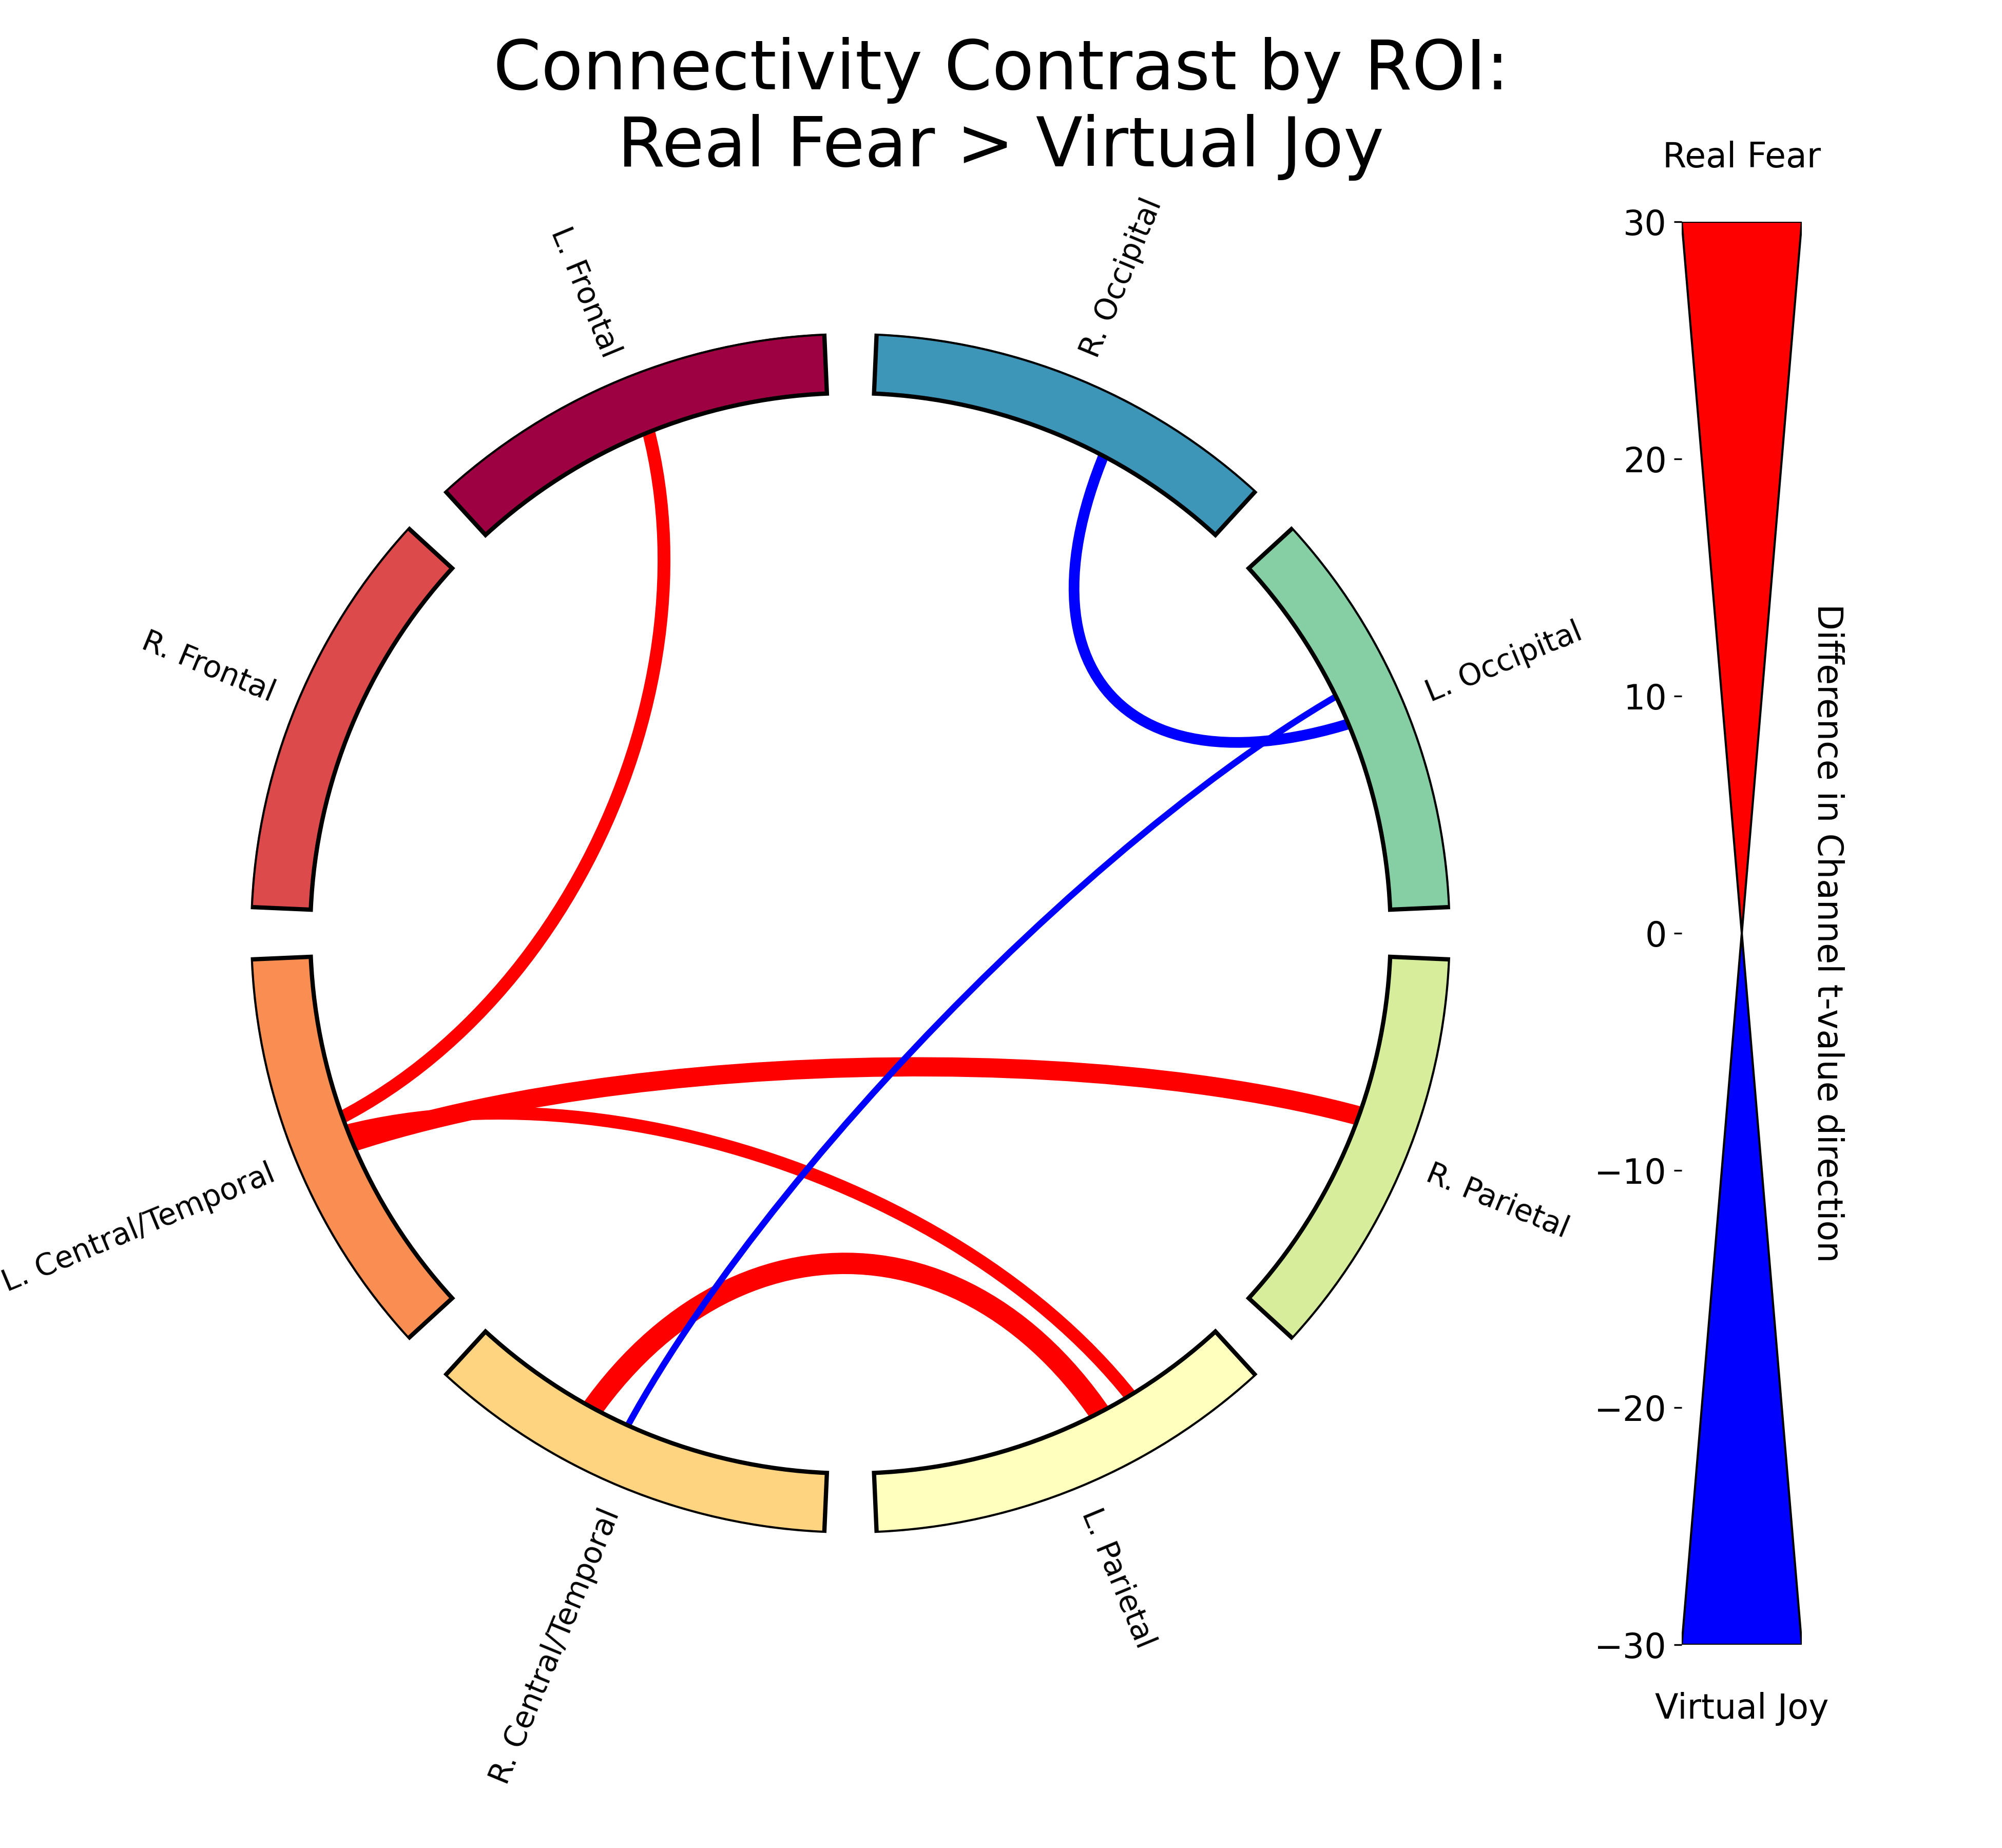 Connectivity Contrast by ROI:
Real Fear > Virtual Joy
Real Fear
L. Frontal
R. Occipital
R. Frontal
L. Occipital
L. Central/Temporal
R. Parietal
R. Central/Temporal
L. Parietal
30
20
10
0
−10
−20
−30
Difference in Channel t-value direction
Virtual Joy